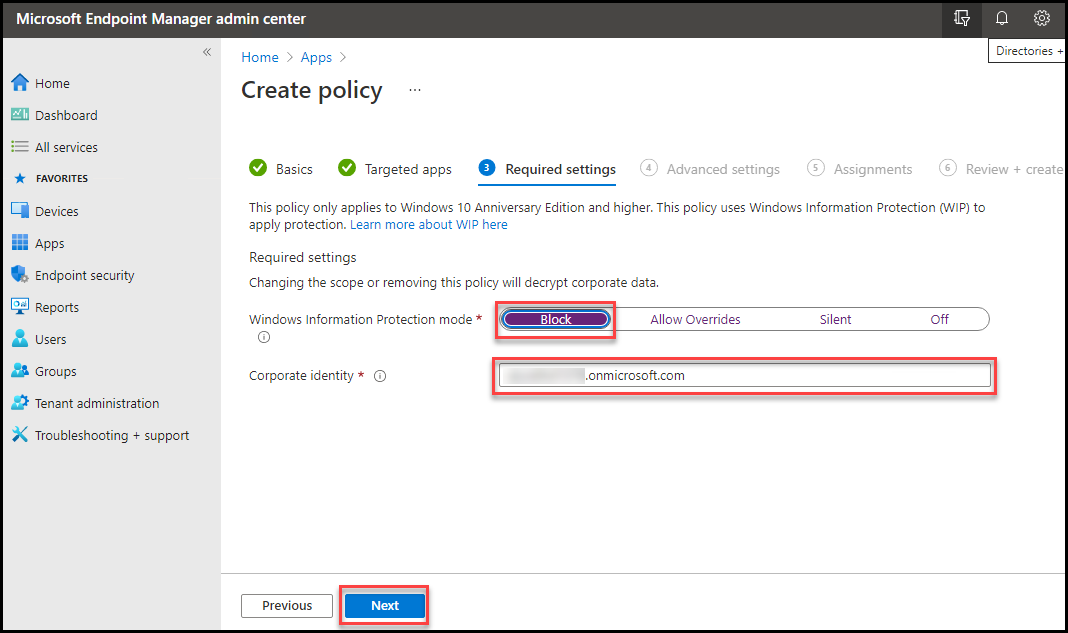 Microsoft Endpoint Manager admin center
Directories +
«
Home
Dashboard
All services
FAVORITES
Devices
Apps
Endpoint security
Reports
Users
Groups
Tenant administration
Troubleshooting + support
Home > Apps >
Create policy ...
Basics Targeted apps 3 Required settings 4 Advanced settings 5 Assignments 6 Review + create
This policy only applies to Windows 10 Anniversary Edition and higher. This policy uses Windows Information Protection (WIP) to
apply protection. Learn more about WIP here
Required settings
Changing the scope or removing this policy will decrypt corporate data.
Windows Information Protection mode * Block Allow Overrides Silent Off
Corporate identity * .onmicrosoft.com
Previous Next